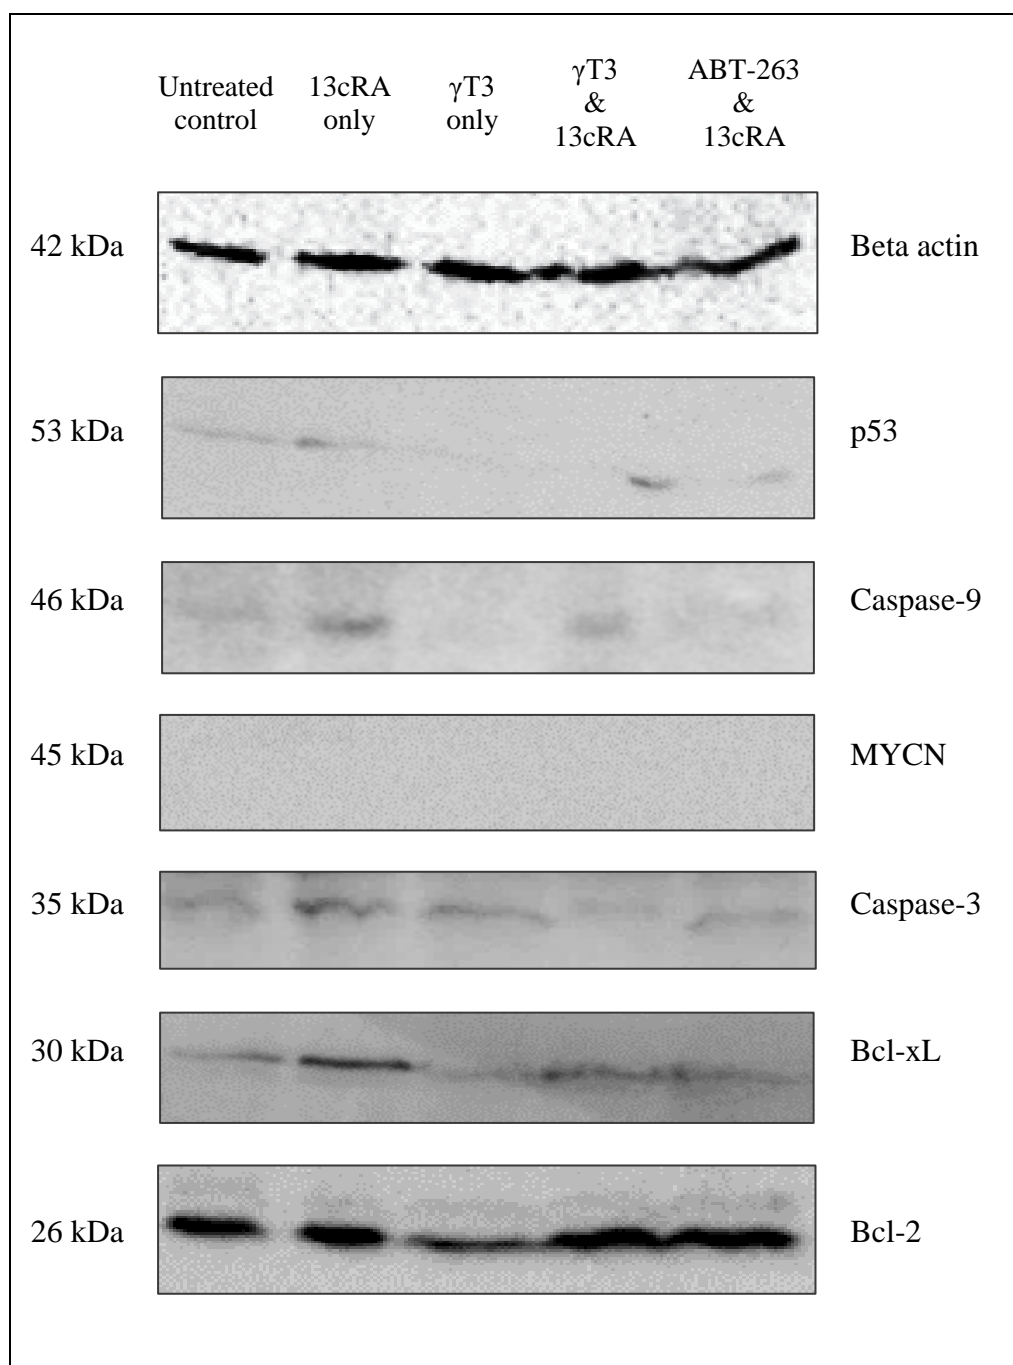 Untreated
control
13cRA
only
γT3
only
γT3
&
13cRA
ABT-263
&
13cRA
42 kDa
Beta actin
53 kDa
p53
46 kDa
Caspase-9
45 kDa
MYCN
35 kDa
Caspase-3
30 kDa
Bcl-xL
26 kDa
Bcl-2